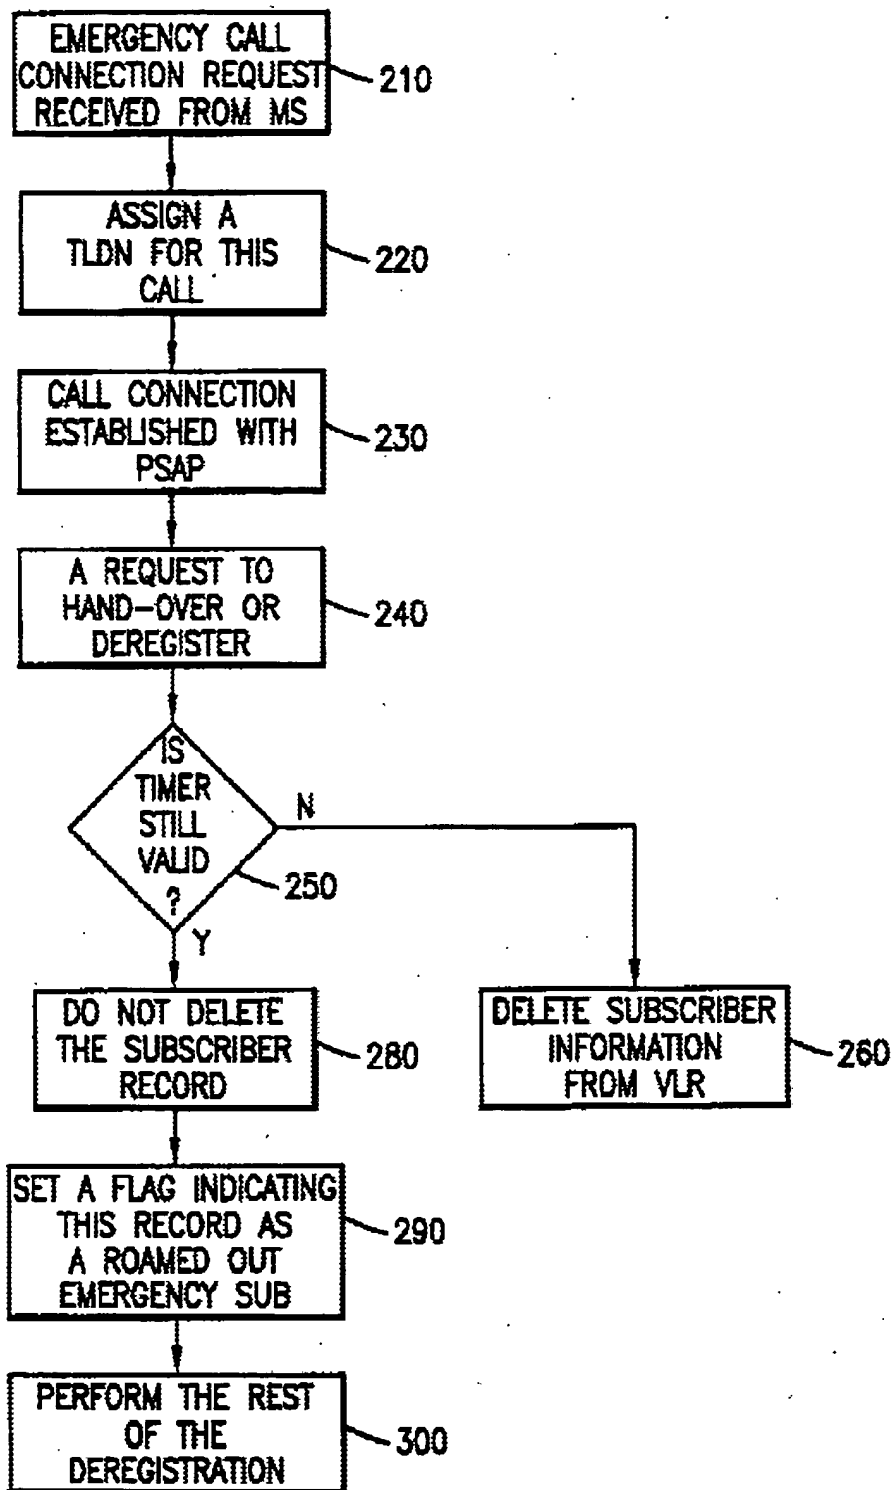 EMERGENCY CALL
CONNECTION REQUEST
RECEIVED FROM MS
210
ASSIGN A
TLDN FOR THIS
CALL
220
CALL CONNECTION
ESTABLISHED WITH
PSAP
230
A REQUEST TO
HAND-OVER OR
DEREGISTER
240
IS
TIMER
STILL
VALID
?
250
N
Y
DO NOT DELETE
THE SUBSCRIBER
RECORD
280
DELETE SUBSCRIBER
INFORMATION
FROM VLR
260
SET A FLAG INDICATING
THIS RECORD AS
A ROAMED OUT
EMERGENCY SUB
290
PERFORM THE REST
OF THE
DEREGISTRATION
300